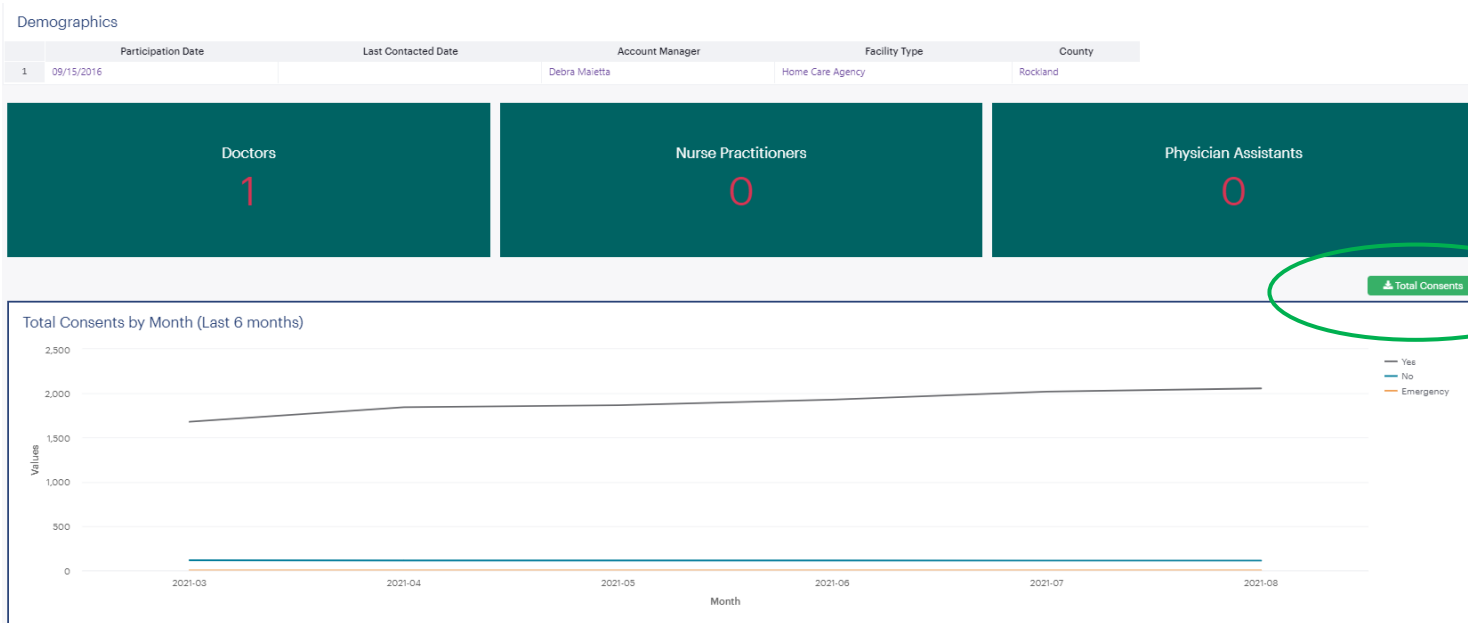 Demographics
Participation Date Last Contacted Date Account Manager Facility Type County
1 09/15/2016 Debra Maietta Home Care Agency Rockland
Doctors Nurse Practitioners Physician Assistants
1 0 0
Total Consents
Total Consents by Month (Last 6 months)
2,500
2,000
1,500
1,000
500
0
Values
Yes
No
Emergency
2021-03 2021-04 2021-05 2021-06 2021-07 2021-08
Month